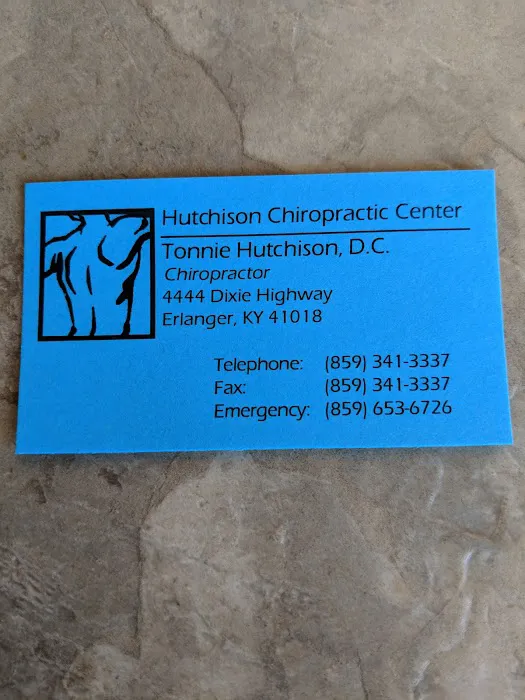 Hutchison Chiropractic Center
Tonnie Hutchison, D.C.
Chiropractor
4444 Dixie Highway
Erlanger, KY 41018
Telephone: (859) 341-3337
Fax: (859) 341-3337
Emergency: (859) 653-6726